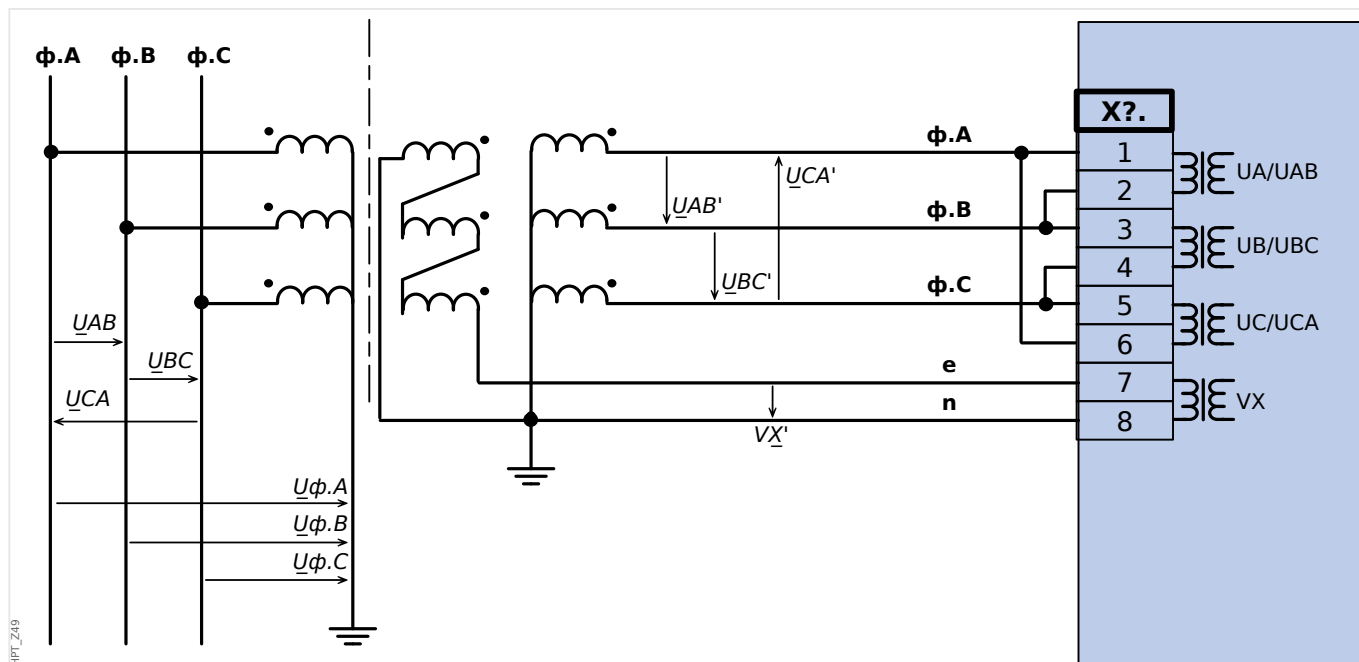 ф.A ф.B ф.C
X?.
ф.A
1
UCA'
UA/UAB
2
UAB'
ф.B
3
UB/UBC
4
UBC'
ф.C
5
UAB
UC/UCA
6
UBC
e
7
UCA
n
VX
8
VX'
Uф.A
Uф.B
Uф.C